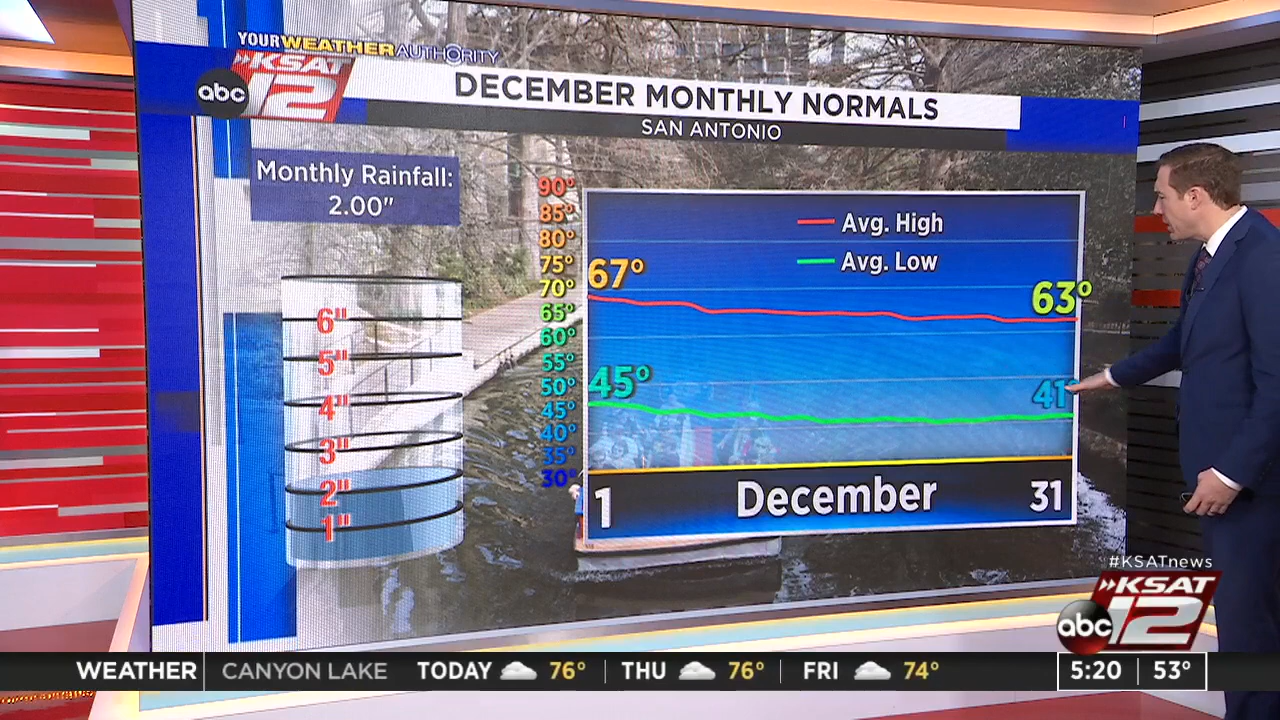 YOUR WEATHER AUTHORITY
KSAT
abc 12
DECEMBER MONTHLY NORMALS
SAN ANTONIO
Monthly Rainfall:
2.00"
6"
5"
4"
3"
2"
1"
90°
85°
80°
75°
70°
65°
60°
55°
50°
45°
40°
35°
30°
Avg. High
Avg. Low
67°
63°
45°
41°
1 December 31
#KSATnews
KSAT
abc 12
WEATHER CANYON LAKE TODAY 76° THU 76° FRI 74° 5:20 53°